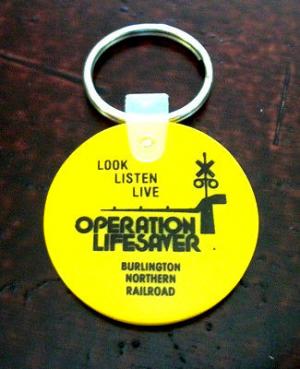 LOOK
LISTEN
LIVE
OPERATION
LIFESAVER
BURLINGTON
NORTHERN
RAILROAD